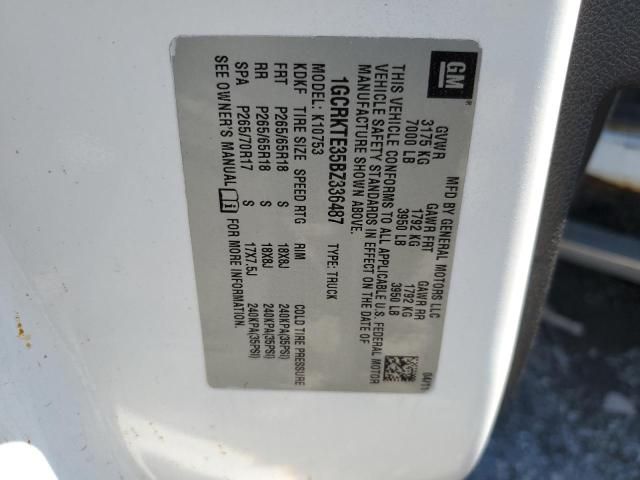 GM
MFD BY GENERAL MOTORS LLC 04/11
GVWR GAWR FRT GAWR RR
3175 KG 1792 KG 1792 KG
7000 LB 3950 LB 3950 LB
THIS VEHICLE CONFORMS TO ALL APPLICABLE U.S. FEDERAL MOTOR
VEHICLE SAFETY STANDARDS IN EFFECT ON THE DATE OF
MANUFACTURE SHOWN ABOVE.
1GCRKTE35BZ336487 TYPE: TRUCK
MODEL: K10753
KDKF TIRE SIZE SPEED RTG RIM COLD TIRE PRESSURE
FRT P265/65R18 S 18X8J 240KPA(35PSI)
RR P265/65R18 S 18X8J 240KPA(35PSI)
SPA P265/70R17 S 17X7.5J 240KPA(35PSI)
SEE OWNER'S MANUAL FOR MORE INFORMATION.